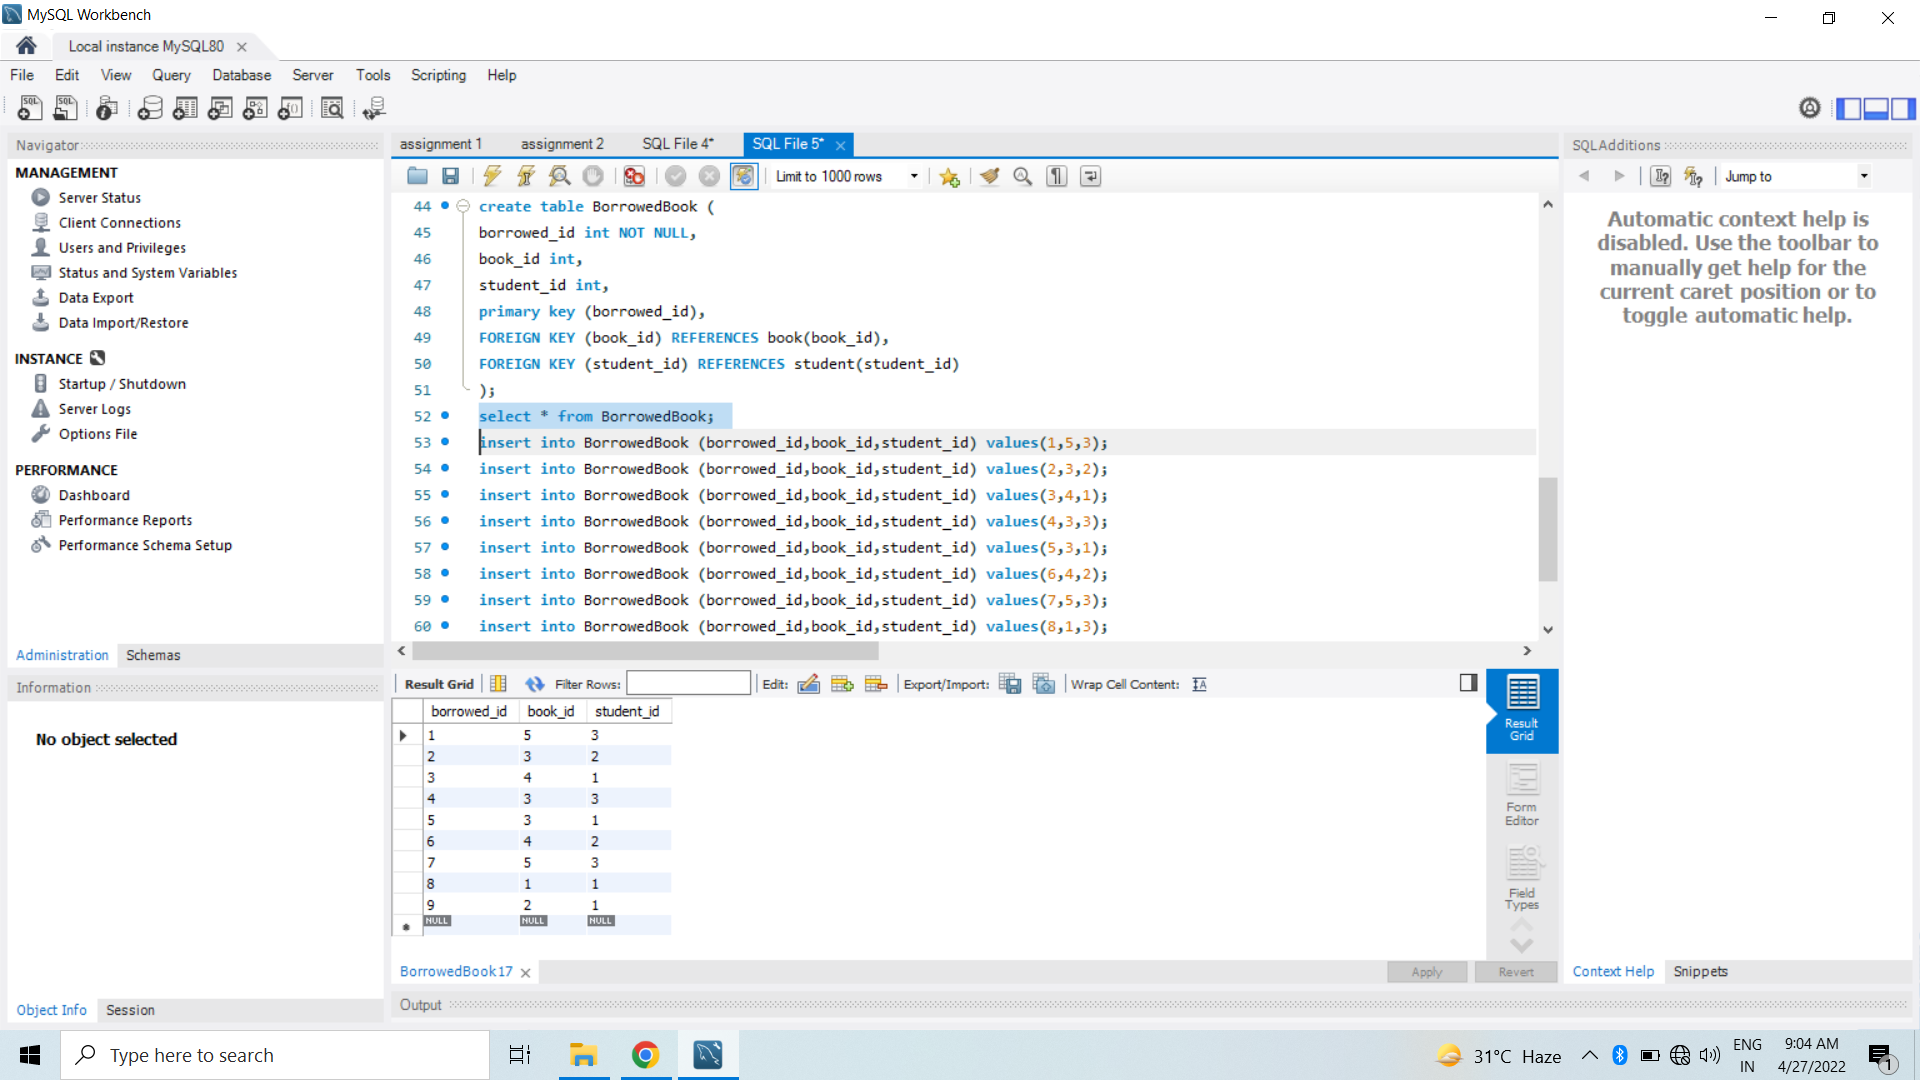 MySQL Workbench
Local instance MySQL80
File Edit View Query Database Server Tools Scripting Help
Navigator
MANAGEMENT
Server Status
Client Connections
Users and Privileges
Status and System Variables
Data Export
Data Import/Restore
INSTANCE
Startup / Shutdown
Server Logs
Options File
PERFORMANCE
Dashboard
Performance Reports
Performance Schema Setup
Administration Schemas
Information
No object selected
Object Info Session
assignment 1 assignment 2 SQL File 4* SQL File 5*
Limit to 1000 rows
44 create table BorrowedBook (
45 borrowed_id int NOT NULL,
46 book_id int,
47 student_id int,
48 primary key (borrowed_id),
49 FOREIGN KEY (book_id) REFERENCES book(book_id),
50 FOREIGN KEY (student_id) REFERENCES student(student_id)
51 );
52 select * from BorrowedBook;
53 insert into BorrowedBook (borrowed_id,book_id,student_id) values(1,5,3);
54 insert into BorrowedBook (borrowed_id,book_id,student_id) values(2,3,2);
55 insert into BorrowedBook (borrowed_id,book_id,student_id) values(3,4,1);
56 insert into BorrowedBook (borrowed_id,book_id,student_id) values(4,3,3);
57 insert into BorrowedBook (borrowed_id,book_id,student_id) values(5,3,1);
58 insert into BorrowedBook (borrowed_id,book_id,student_id) values(6,4,2);
59 insert into BorrowedBook (borrowed_id,book_id,student_id) values(7,5,3);
60 insert into BorrowedBook (borrowed_id,book_id,student_id) values(8,1,3);
Result Grid Filter Rows: Edit: Export/Import: Wrap Cell Content:
borrowed_id book_id student_id
1 5 3
2 3 2
3 4 1
4 3 3
5 3 1
6 4 2
7 5 3
8 1 1
9 2 1
NULL NULL NULL
Result
Grid
Form
Editor
Field
Types
BorrowedBook 17
Apply Revert
Output
SQLAdditions
Jump to
Automatic context help is
disabled. Use the toolbar to
manually get help for the
current caret position or to
toggle automatic help.
Context Help Snippets
Type here to search
31°C Haze
ENG
IN
9:04 AM
4/27/2022
1